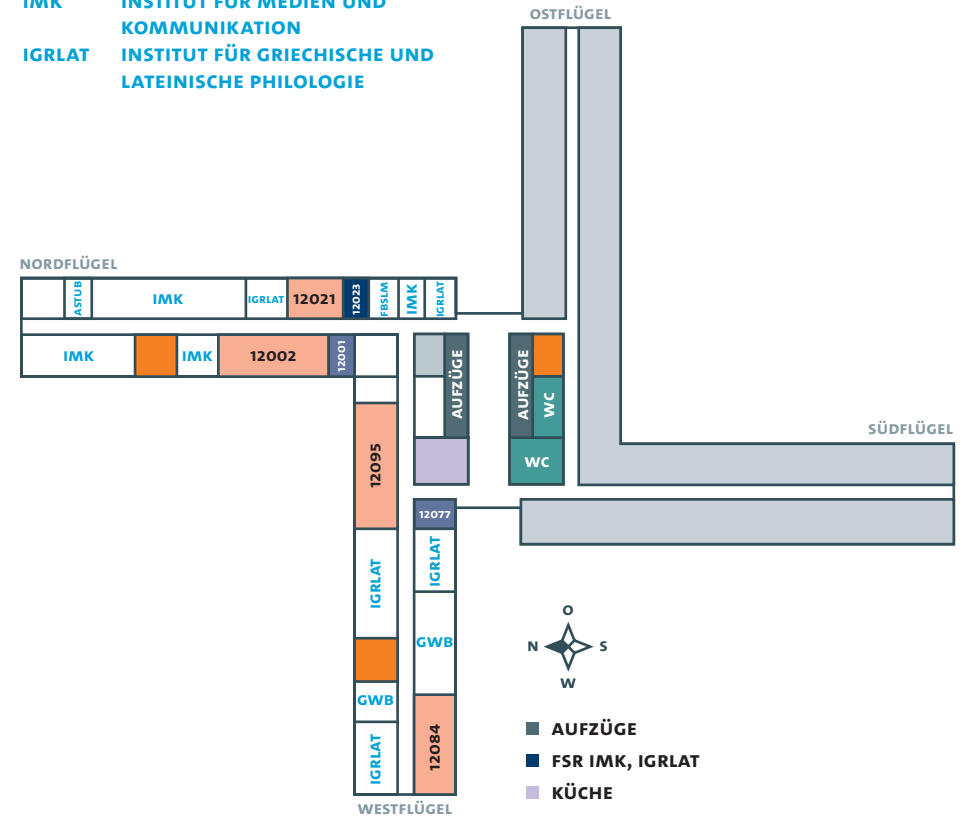 IMK INSTITUT FÜR MEDIEN UND
KOMMUNIKATION
IGRLAT INSTITUT FÜR GRIECHISCHE UND
LATEINISCHE PHILOLOGIE
OSTFLÜGEL
NORDFLÜGEL
ASTUB
IMK
IGRLAT
12021
12023
FBSLM
IMK
IGRLAT
IMK
IMK
12002
12001
AUFZÜGE
AUFZÜGE
WC
WC
SÜDFLÜGEL
12095
12077
IGRLAT
IGRLAT
GWB
GWB
IGRLAT
12084
WESTFLÜGEL
O
N S
W
AUFZÜGE
FSR IMK, IGRLAT
KÜCHE